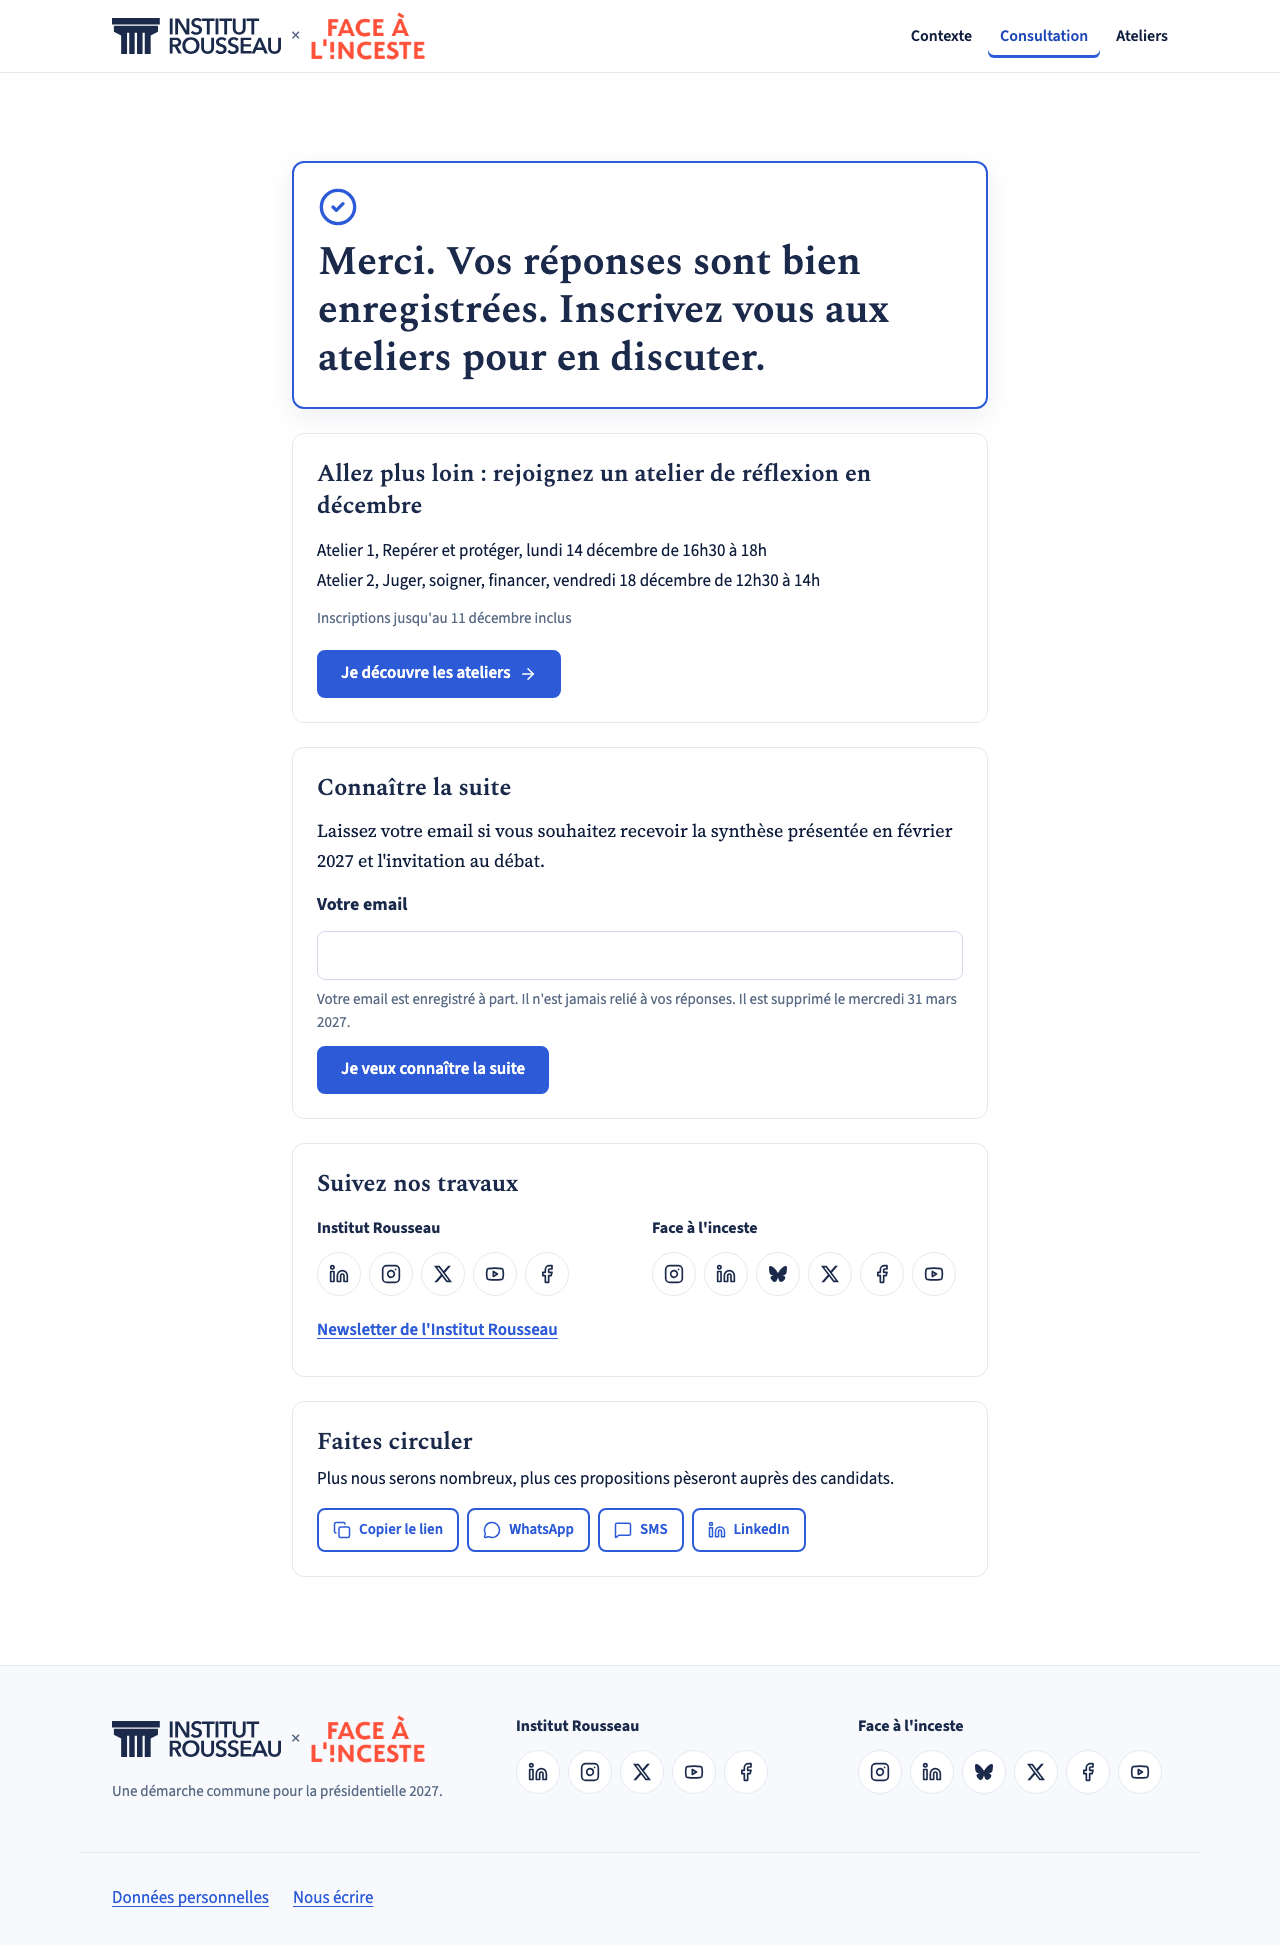 INSTITUT
ROUSSEAU
×
FACE À
L'INCESTE
Contexte
Consultation
Ateliers
Merci. Vos réponses sont bien
enregistrées. Inscrivez vous aux
ateliers pour en discuter.
Allez plus loin : rejoignez un atelier de réflexion en
décembre
Atelier 1, Repérer et protéger, lundi 14 décembre de 16h30 à 18h
Atelier 2, Juger, soigner, financer, vendredi 18 décembre de 12h30 à 14h
Inscriptions jusqu'au 11 décembre inclus
Je découvre les ateliers
Connaître la suite
Laissez votre email si vous souhaitez recevoir la synthèse présentée en février
2027 et l'invitation au débat.
Votre email
Votre email est enregistré à part. Il n'est jamais relié à vos réponses. Il est supprimé le mercredi 31 mars
2027.
Je veux connaître la suite
Suivez nos travaux
Institut Rousseau
Face à l'inceste
Newsletter de l'Institut Rousseau
Faites circuler
Plus nous serons nombreux, plus ces propositions pèseront auprès des candidats.
Copier le lien
WhatsApp
SMS
LinkedIn
INSTITUT
ROUSSEAU
×
FACE À
L'INCESTE
Une démarche commune pour la présidentielle 2027.
Institut Rousseau
Face à l'inceste
Données personnelles
Nous écrire